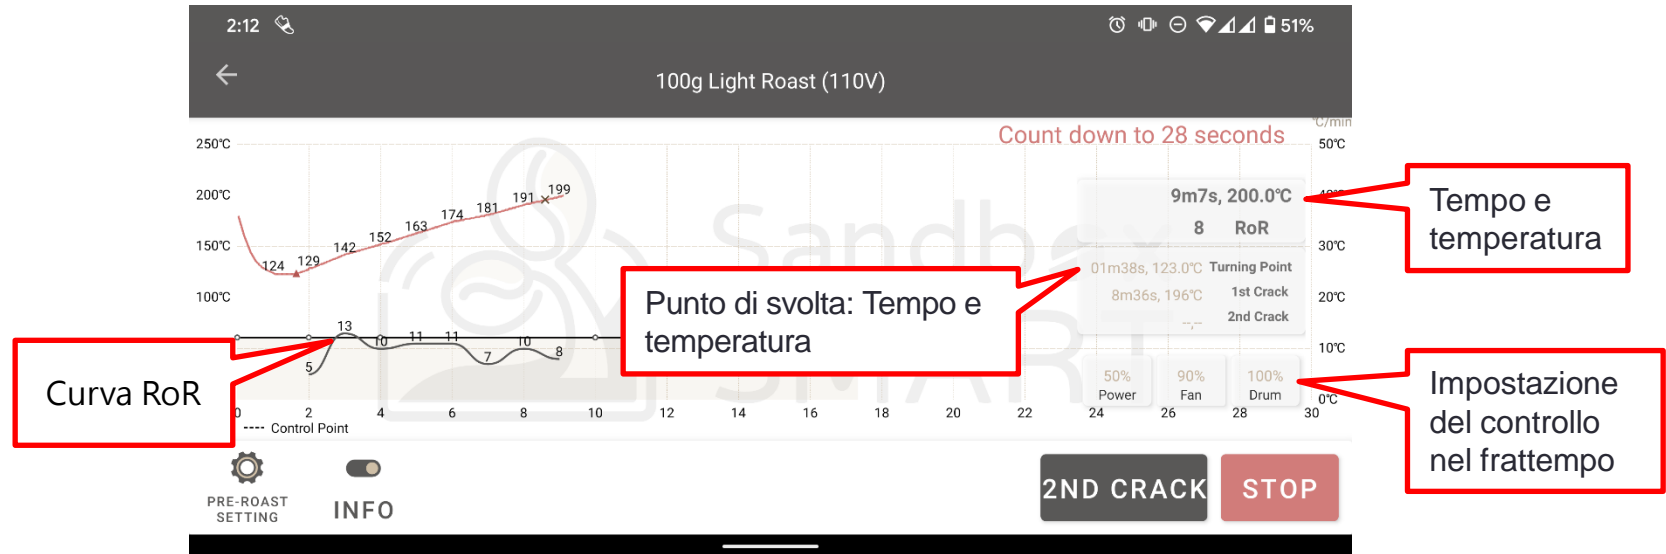 2:12
51%
100g Light Roast (110V)
Count down to 28 seconds
°C/min
250℃
50℃
200℃
150℃
30℃
100℃
20℃
10℃
0℃
9m7s, 200.0℃
8 RoR
01m38s, 123.0℃ Turning Point
8m36s, 196℃ 1st Crack
--,-- 2nd Crack
124
129
142
152
163
174
181
191
199
5
13
10
11
11
7
10
8
Sandbox
SMART
50%
Power
90%
Fan
100%
Drum
0 2 4 6 8 10 12 14 16 18 20 22 24 26 28 30
---- Control Point
PRE-ROAST
SETTING
INFO
2ND CRACK
STOP
Curva RoR
Punto di svolta: Tempo e
temperatura
Tempo e
temperatura
Impostazione
del controllo
nel frattempo